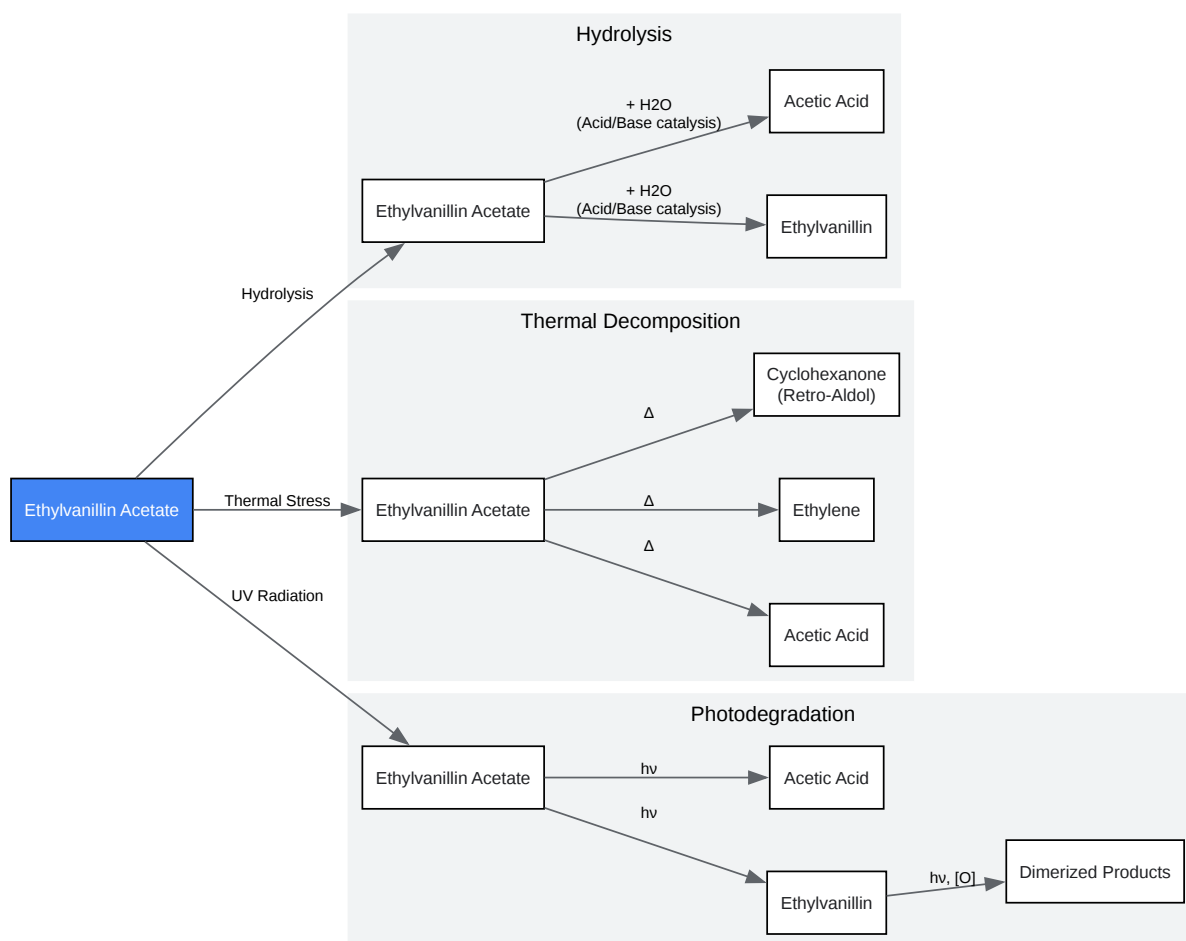 Hydrolysis
Acetic Acid
+ H2O
(Acid/Base catalysis)
+ H2O
(Acid/Base catalysis)
Ethylvanillin Acetate
Ethylvanillin
Hydrolysis
Thermal Decomposition
Cyclohexanone
(Retro-Aldol)
Δ
Ethylvanillin Acetate
Thermal Stress
Ethylvanillin Acetate
Δ
Ethylene
Δ
UV Radiation
Acetic Acid
Photodegradation
Ethylvanillin Acetate
hν
Acetic Acid
hν
Ethylvanillin
hν, [O]
Dimerized Products